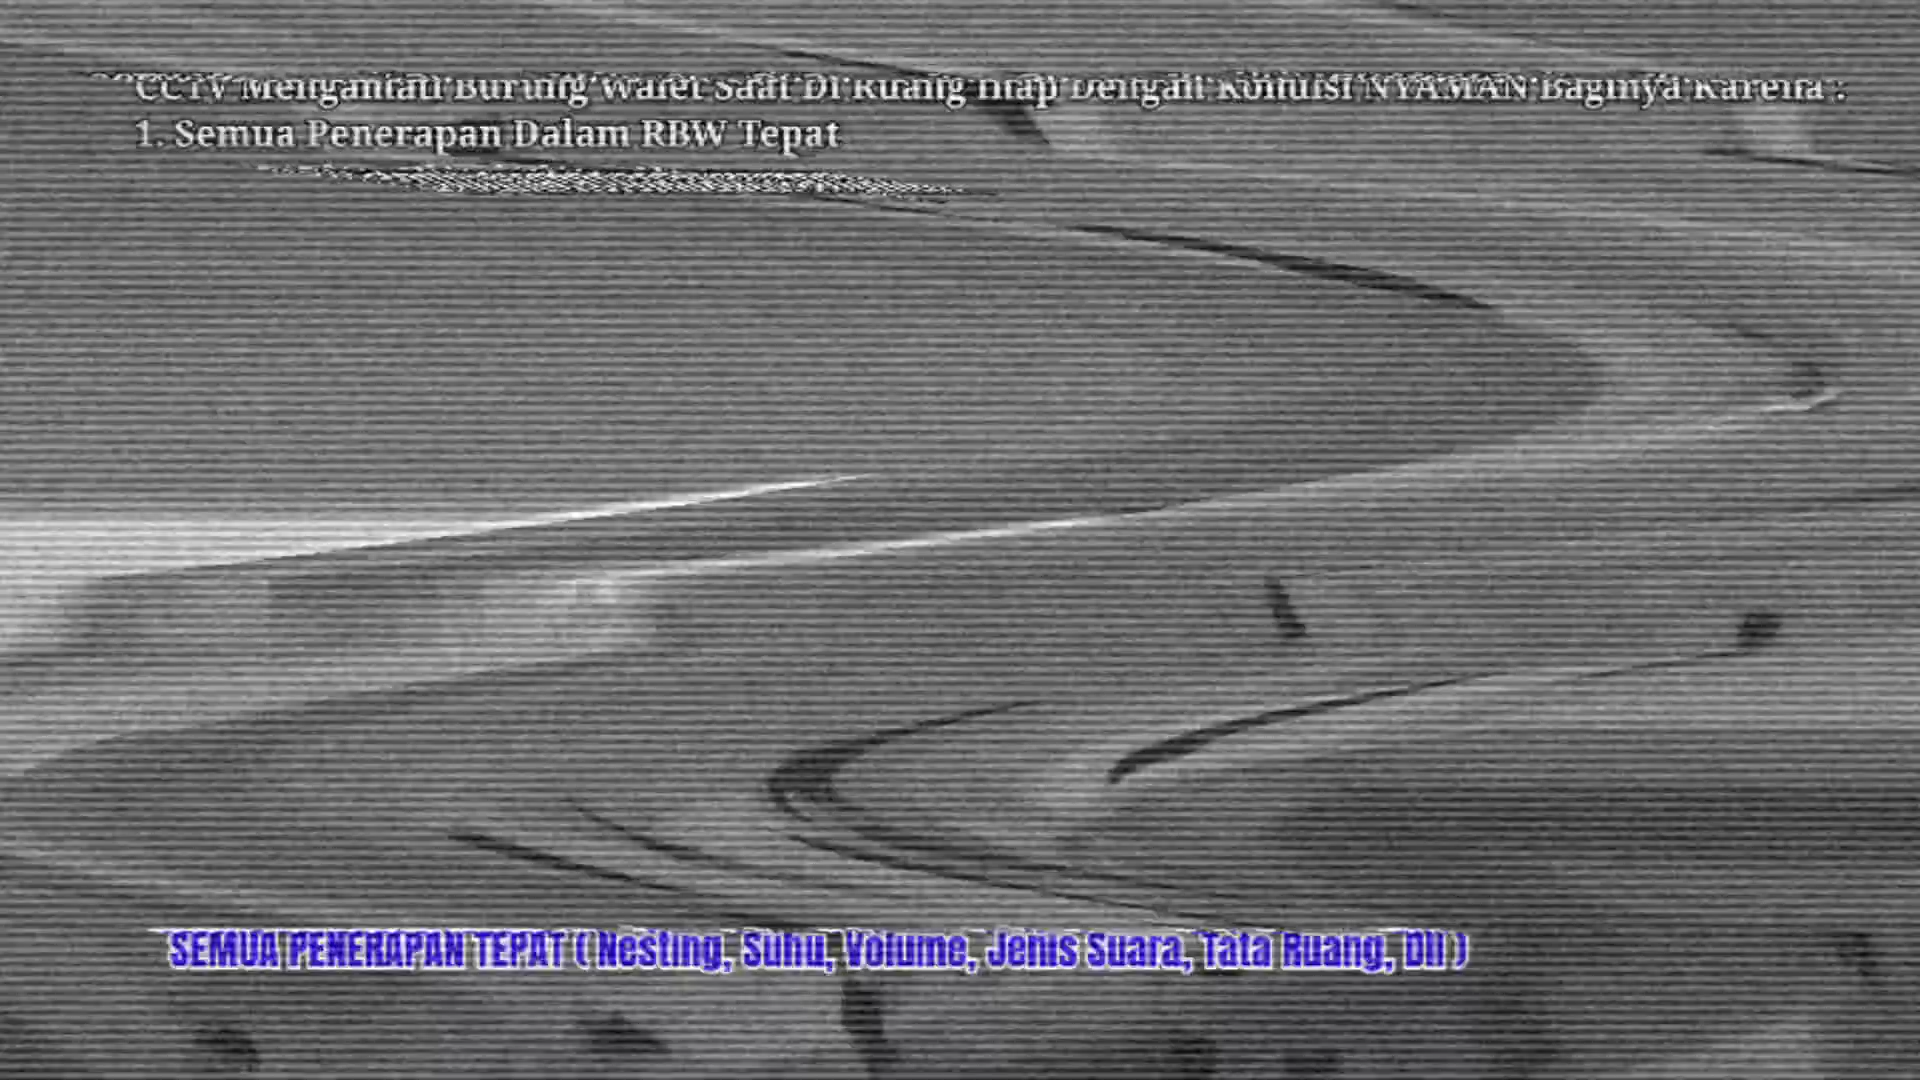 CCTV Mengamati Burung Walet Saat Di Ruang Inap Dengan Kondisi NYAMAN Baginya Karena :
1. Semua Penerapan Dalam RBW Tepat
SEMUA PENERAPAN TEPAT ( Nesting, Suhu, Volume, Jenis Suara, Tata Ruang, Dll )